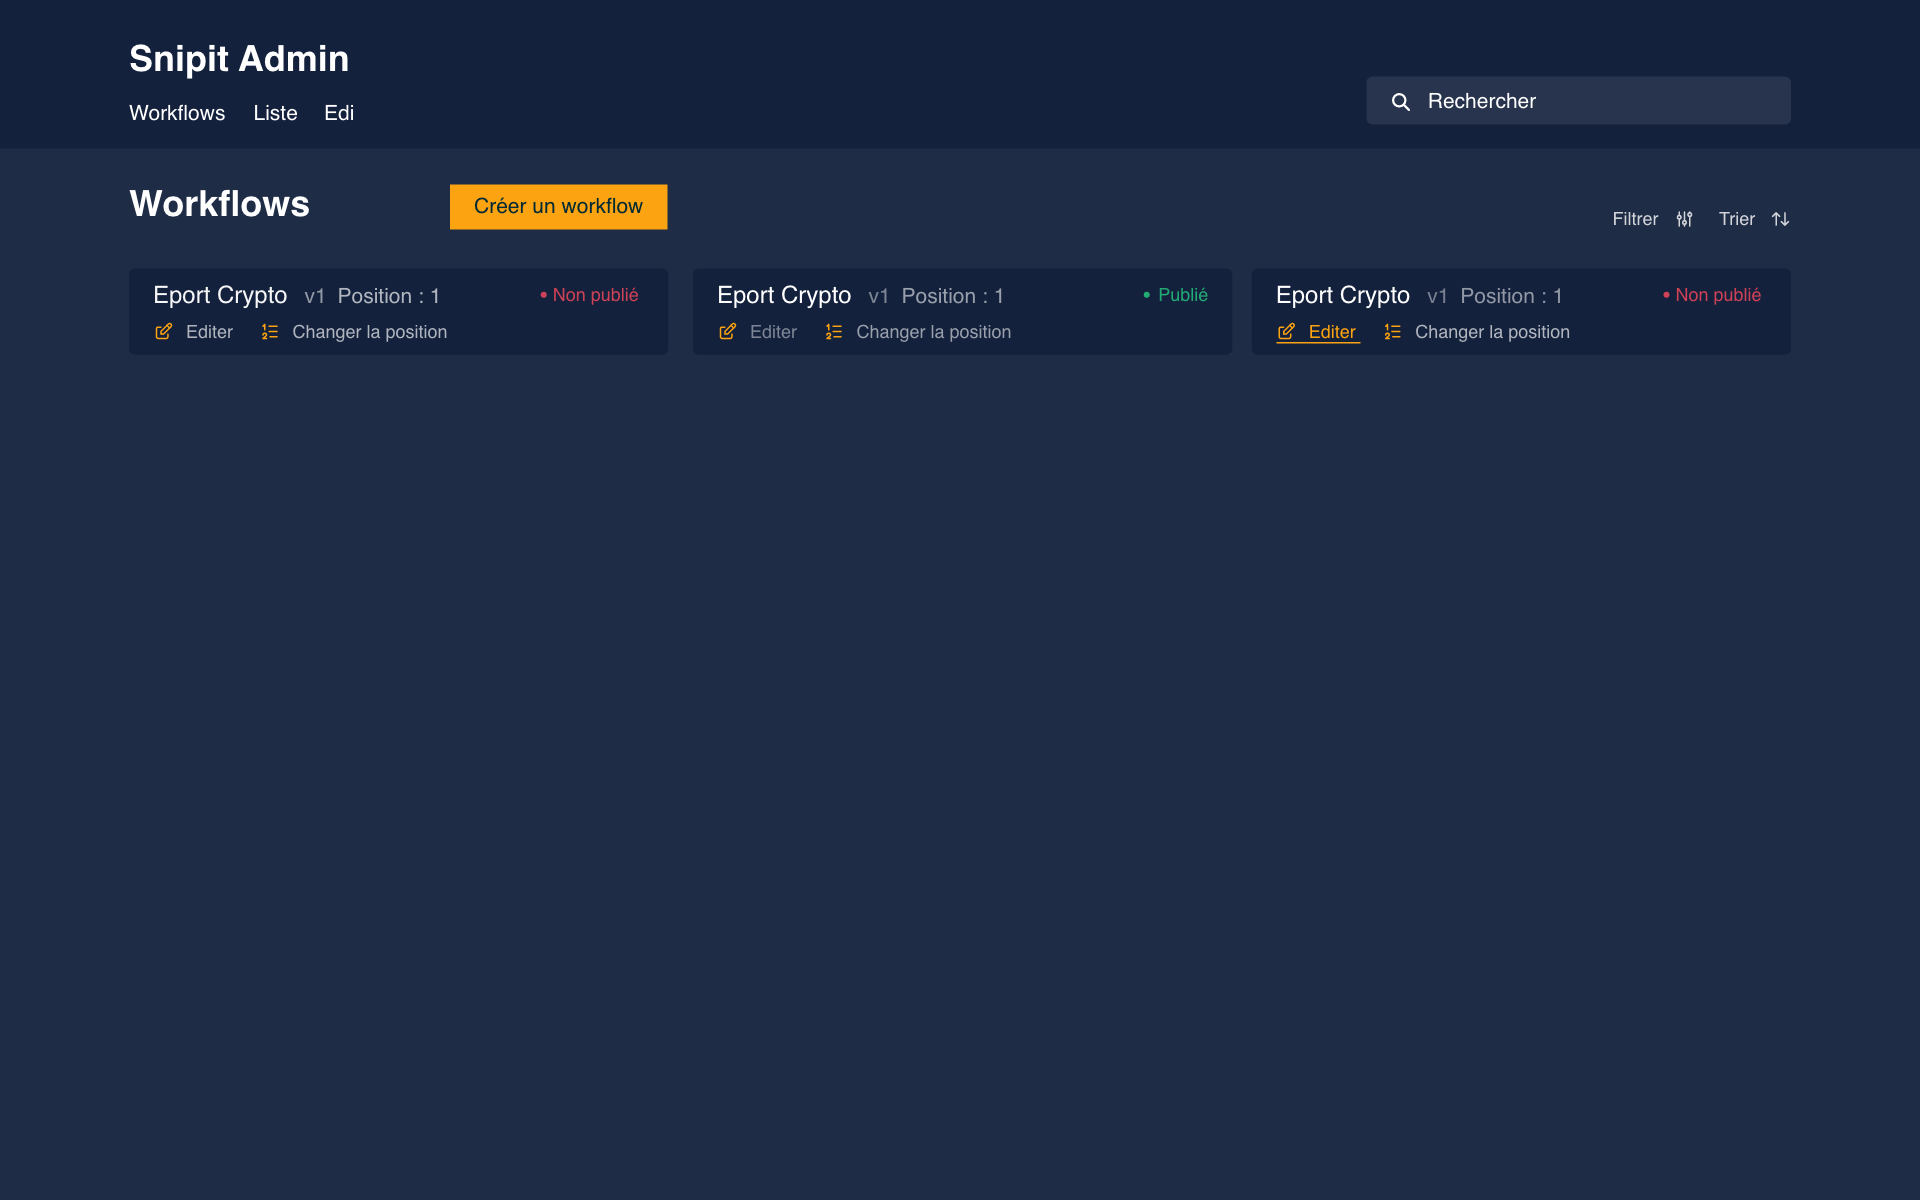 Snipit Admin
Workflows Liste Edi
Rechercher
Workflows
Créer un workflow
Filtrer Trier
Eport Crypto v1 Position : 1 • Non publié
Editer Changer la position
Eport Crypto v1 Position : 1 • Publié
Editer Changer la position
Eport Crypto v1 Position : 1 • Non publié
Editer Changer la position